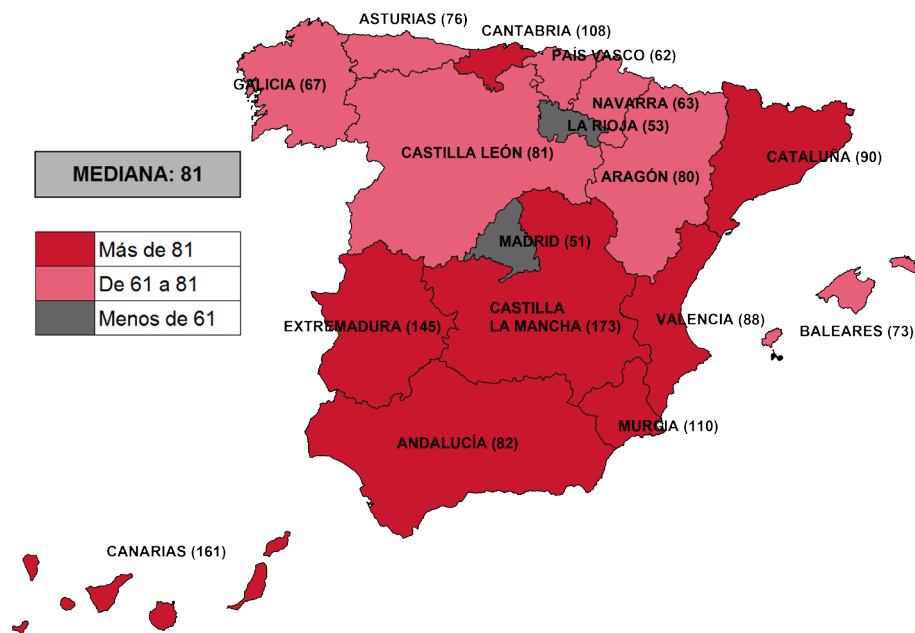 ASTURIAS (76)
CANTABRIA (108)
PAÍS VASCO (62)
GALICIA (67)
NAVARRA (63)
LA RIOJA (53)
CASTILLA LEÓN (81)
CATALUÑA (90)
ARAGÓN (80)
MEDIANA: 81
Más de 81
De 61 a 81
Menos de 61
MADRID (51)
CASTILLA
LA MANCHA (173)
EXTREMADURA (145)
VALENCIA (88)
BALEARES (73)
MURCIA (110)
ANDALUCÍA (82)
CANARIAS (161)